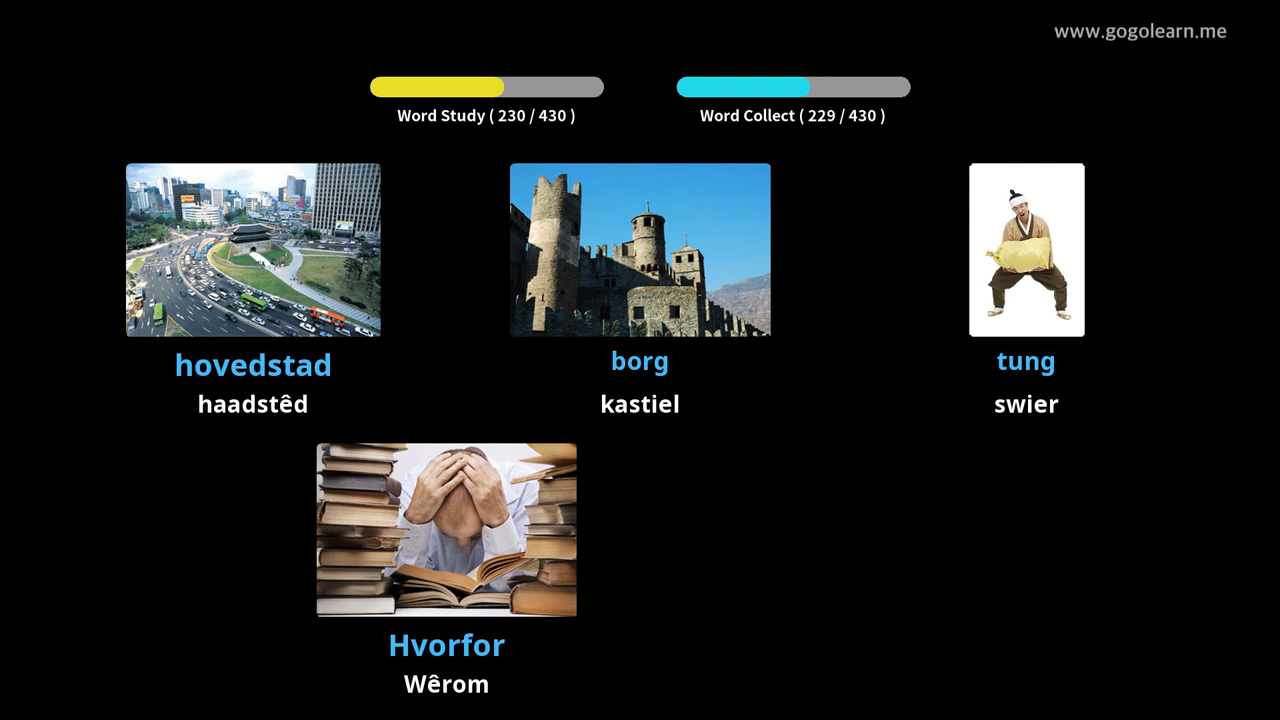 www.gogolearn.me
Word Study ( 230 / 430 )
Word Collect ( 229 / 430 )
hovedstad
haadstêd
borg
kastiel
tung
swier
Hvorfor
Wêrom